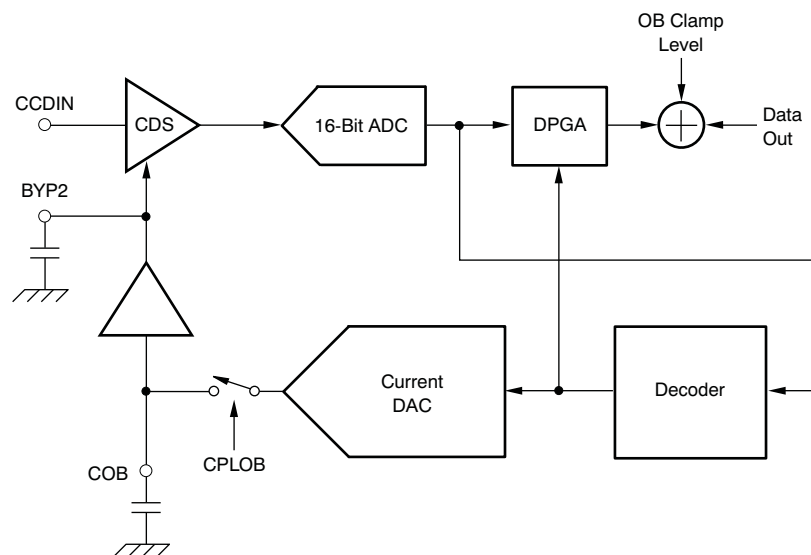 OB Clamp
Level
CCDIN
CDS
16-Bit ADC
DPGA
Data
Out
BYP2
Current
DAC
Decoder
COB
CPLOB